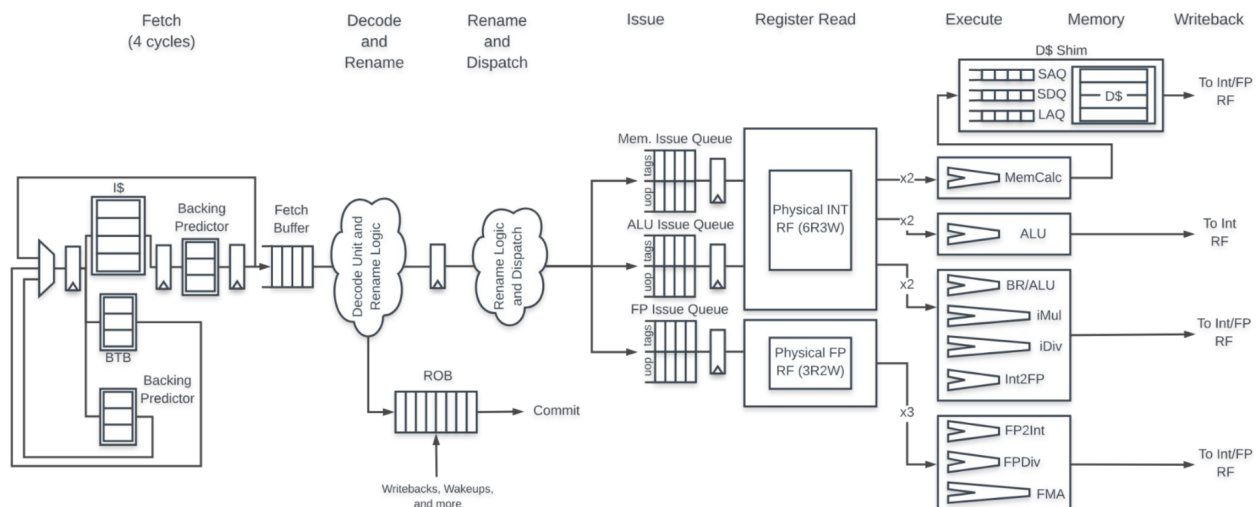 Fetch
(4 cycles)
Decode
and
Rename
Rename
and
Dispatch
Issue
Register Read
Execute
Memory
Writeback
I$
Backing
Predictor
BTB
Backing
Predictor
Fetch
Buffer
Decode Unit and
Rename Logic
Rename Logic
and Dispatch
ROB
Commit
Writebacks, Wakeups,
and more
Mem. Issue Queue
uop tags
ALU Issue Queue
uop tags
FP Issue Queue
uop tags
Physical INT
RF (6R3W)
Physical FP
RF (3R2W)
x2
x2
x2
x3
D$ Shim
SAQ
SDQ
LAQ
D$
To Int/FP
RF
MemCalc
ALU
To Int
RF
BR/ALU
iMul
iDiv
Int2FP
To Int/FP
RF
FP2Int
FPDiv
FMA
To Int/FP
RF